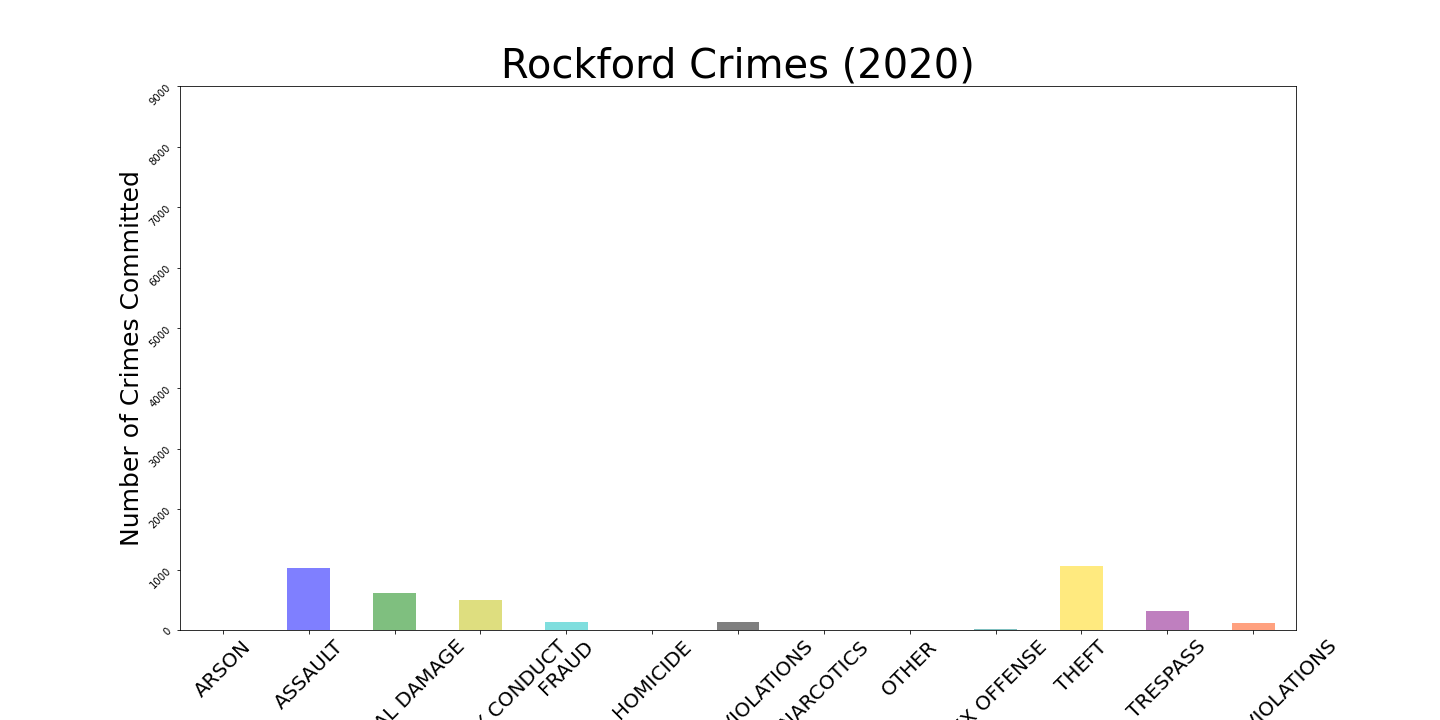 Rockford Crimes (2020)
Number of Crimes Committed
9000
8000
7000
6000
5000
4000
3000
2000
1000
0
ARSON
ASSAULT
AL DAMAGE
CONDUCT
FRAUD
HOMICIDE
VIOLATIONS
NARCOTICS
OTHER
EX OFFENSE
THEFT
TRESPASS
VIOLATIONS